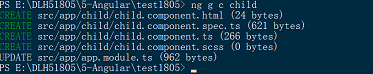 PS E:\DLH51805\5-Angular\test1805> ng g c child
CREATE src/app/child/child.component.html (24 bytes)
CREATE src/app/child/child.component.spec.ts (621 bytes)
CREATE src/app/child/child.component.ts (266 bytes)
CREATE src/app/child/child.component.scss (0 bytes)
UPDATE src/app/app.module.ts (962 bytes)
PS E:\DLH51805\5-Angular\test1805>